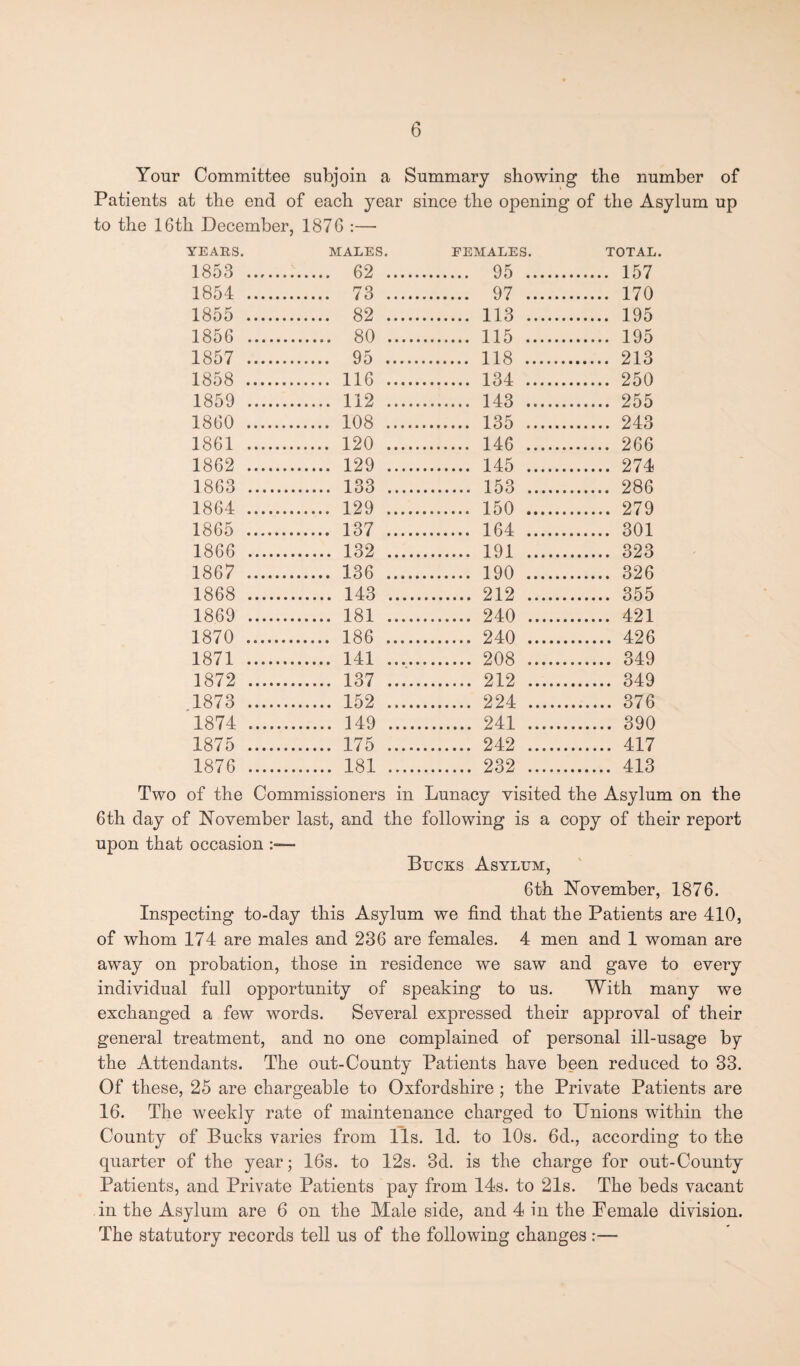 6
Your Committee subjoin a Summary showing the number of
Patients at the end of each year since the opening of the Asylum up
to the 16th December, 1876 :—
YEARS. MALES. FEMALES. TOTAL.
1853 ............ 62 ............ 95 ............ 157
1854 ............ 73 ............ 97 ............ 170
1855 ............ 82 ............ 113 ............ 195
1856 ............ 80 ............ 115 ............ 195
1857 ............ 95 ............ 118 ............ 213
1858 ............ 116 ............ 134 ............ 250
1859 ............ 112 ............ 143 ............ 255
1860 ............ 108 ............ 135 ............ 243
1861 ............ 120 ............ 146 ............ 266
1862 ............ 129 ............ 145 ............ 274
1863 ............ 133 ............ 153 ............ 286
1864 ............ 129 ............ 150 ............ 279
1865 ............ 137 ............ 164 ............ 301
1866 ............ 132 ............ 191 ............ 323
1867 ............ 136 ............ 190 ............ 326
1868 ............ 143 ............ 212 ............ 355
1869 ............ 181 ............ 240 ............ 421
1870 ............ 186 ............ 240 ............ 426
1871 ............ 141 ............ 208 ............ 349
1872 ............ 137 ............ 212 ............ 349
1873 ............ 152 ............ 224 ............ 376
1874 ............ 149 ............ 241 ............ 390
1875 ............ 175 ............ 242 ............ 417
1876 ............ 181 ............ 232 ............ 413
Two of the Commissioners in Lunacy visited the Asylum on the
6th day of November last, and the following is a copy of their report
upon that occasion :—
Bucks Asylum,
6th November, 1876.
Inspecting to-day this Asylum we find that the Patients are 410,
of whom 174 are males and 236 are females. 4 men and 1 woman are
away on probation, those in residence we saw and gave to every
individual full opportunity of speaking to us. With many we
exchanged a few words. Several expressed their approval of their
general treatment, and no one complained of personal ill-usage by
the Attendants. The out-County Patients have been reduced to 33.
Of these, 25 are chargeable to Oxfordshire ; the Private Patients are
16. The weekly rate of maintenance charged to Unions within the
County of Bucks varies from 11s. 1d. to 10s. 6d., according to the
quarter of the year; 16s. to 12s. 3d. is the charge for out-County
Patients, and Private Patients pay from 14s. to 21s. The beds vacant
in the Asylum are 6 on the Male side, and 4 in the Female division.
The statutory records tell us of the following changes :—